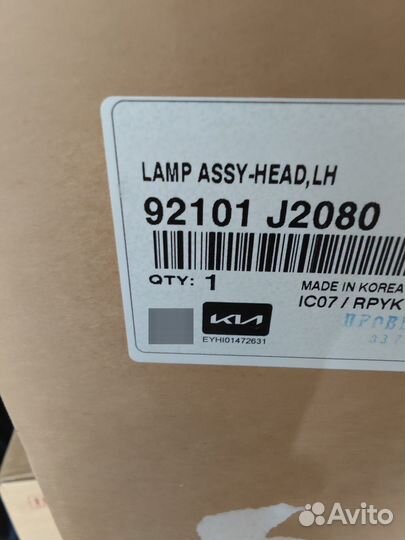 LAMP ASSY-HEAD,LH
92101 J2080
QTY: 1
MADE IN KOREA
IC07 / RPYK
KIA
EYHI01472631
Avito